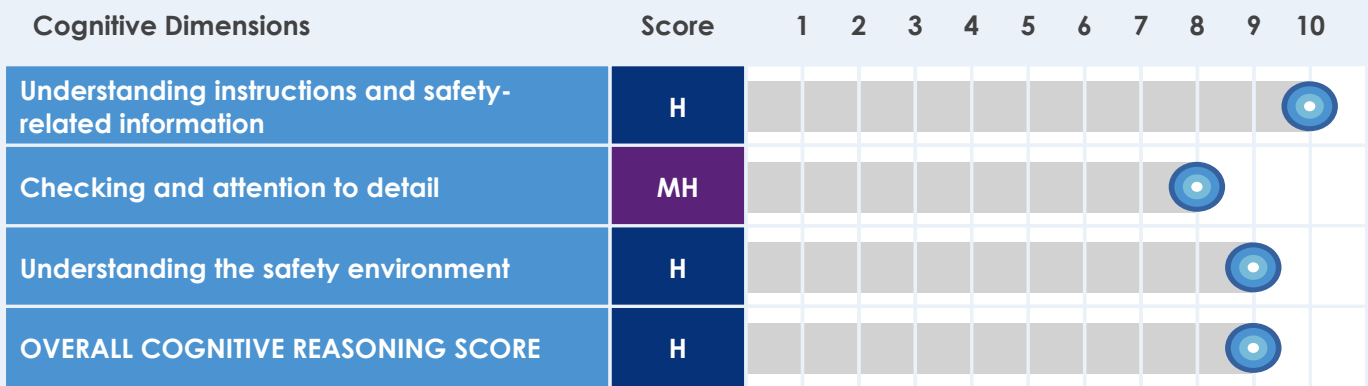 Cognitive Dimensions Score 1 2 3 4 5 6 7 8 9 10
Understanding instructions and safety-
related information
H
Checking and attention to detail MH
Understanding the safety environment H
OVERALL COGNITIVE REASONING SCORE H